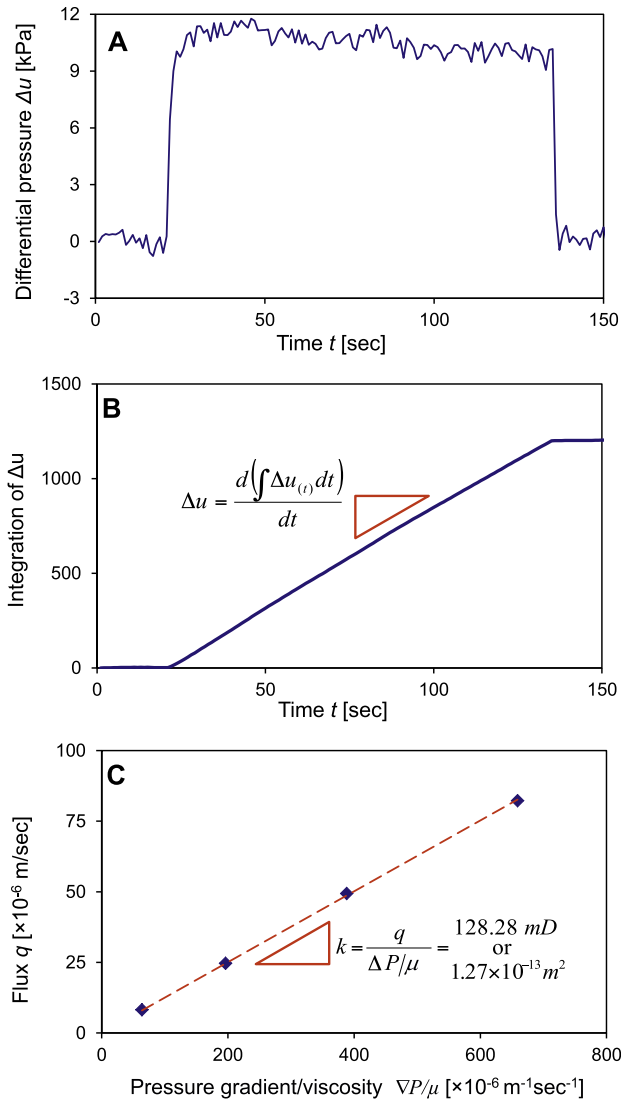 A
Differential pressure Δu [kPa]
12
9
6
3
0
-3
0 50 100 150
Time t [sec]
B
Integration of Δu
1500
1000
500
0
Δu = d(∫Δu(t)dt) / dt
0 50 100 150
Time t [sec]
C
Flux q [×10⁻⁶ m/sec]
100
75
50
25
0
k = q / ΔP/μ = 128.28 mD
or
1.27×10⁻¹³m²
0 200 400 600 800
Pressure gradient/viscosity ∇P/μ [×10⁻⁶ m⁻¹sec⁻¹]